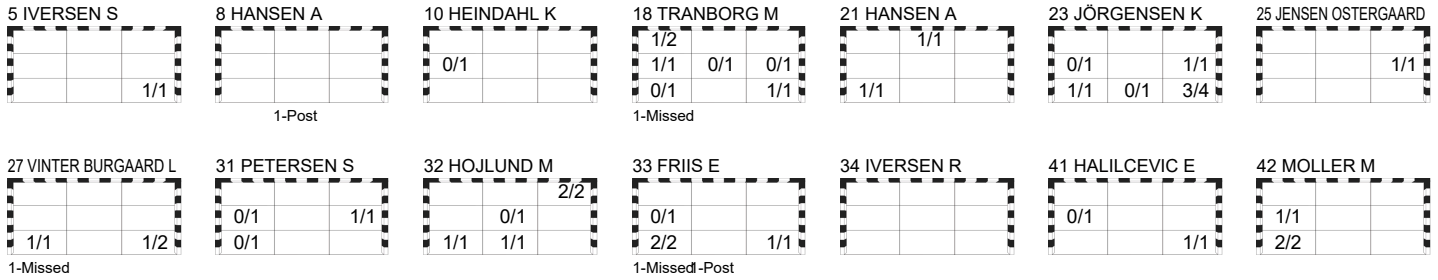 5 IVERSEN S 8 HANSEN A 10 HEINDAHL K 18 TRANBORG M 21 HANSEN A 23 JÖRGENSEN K 25 JENSEN OSTERGAARD
1/2 1/1
0/1 1/1 0/1 0/1 0/1 1/1 1/1
1/1 0/1 1/1 1/1 1/1 0/1 3/4
1-Post 1-Missed
27 VINTER BURGAARD L 31 PETERSEN S 32 HOJLUND M 33 FRIIS E 34 IVERSEN R 41 HALILCEVIC E 42 MOLLER M
2/2
0/1 1/1 0/1 0/1 0/1 1/1
1/1 1/2 0/1 1/1 1/1 2/2 1/1 1/1 2/2
1-Missed 1-Missed 1-Post